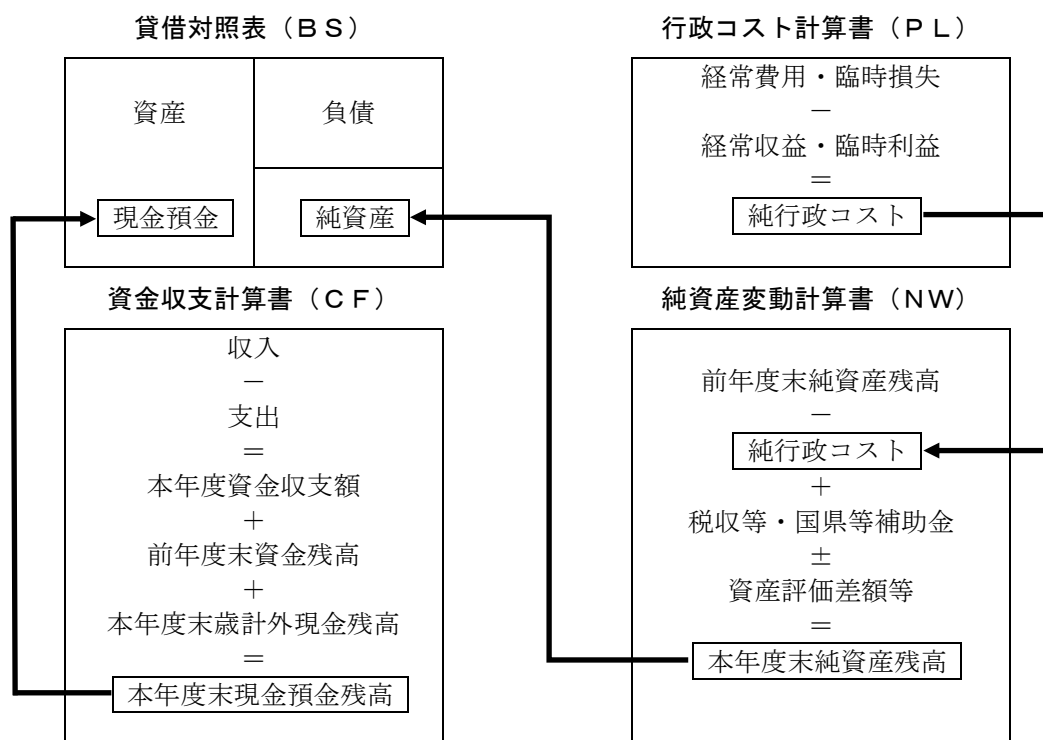 貸借対照表（ＢＳ）
資産
負債
現金預金
純資産
行政コスト計算書（ＰＬ）
経常費用・臨時損失
－
経常収益・臨時利益
＝
純行政コスト
資金収支計算書（ＣＦ）
収入
－
支出
＝
本年度資金収支額
＋
前年度末資金残高
＋
本年度末歳計外現金残高
＝
本年度末現金預金残高
純資産変動計算書（ＮＷ）
前年度末純資産残高
－
純行政コスト
＋
税収等・国県等補助金
±
資産評価差額等
＝
本年度末純資産残高